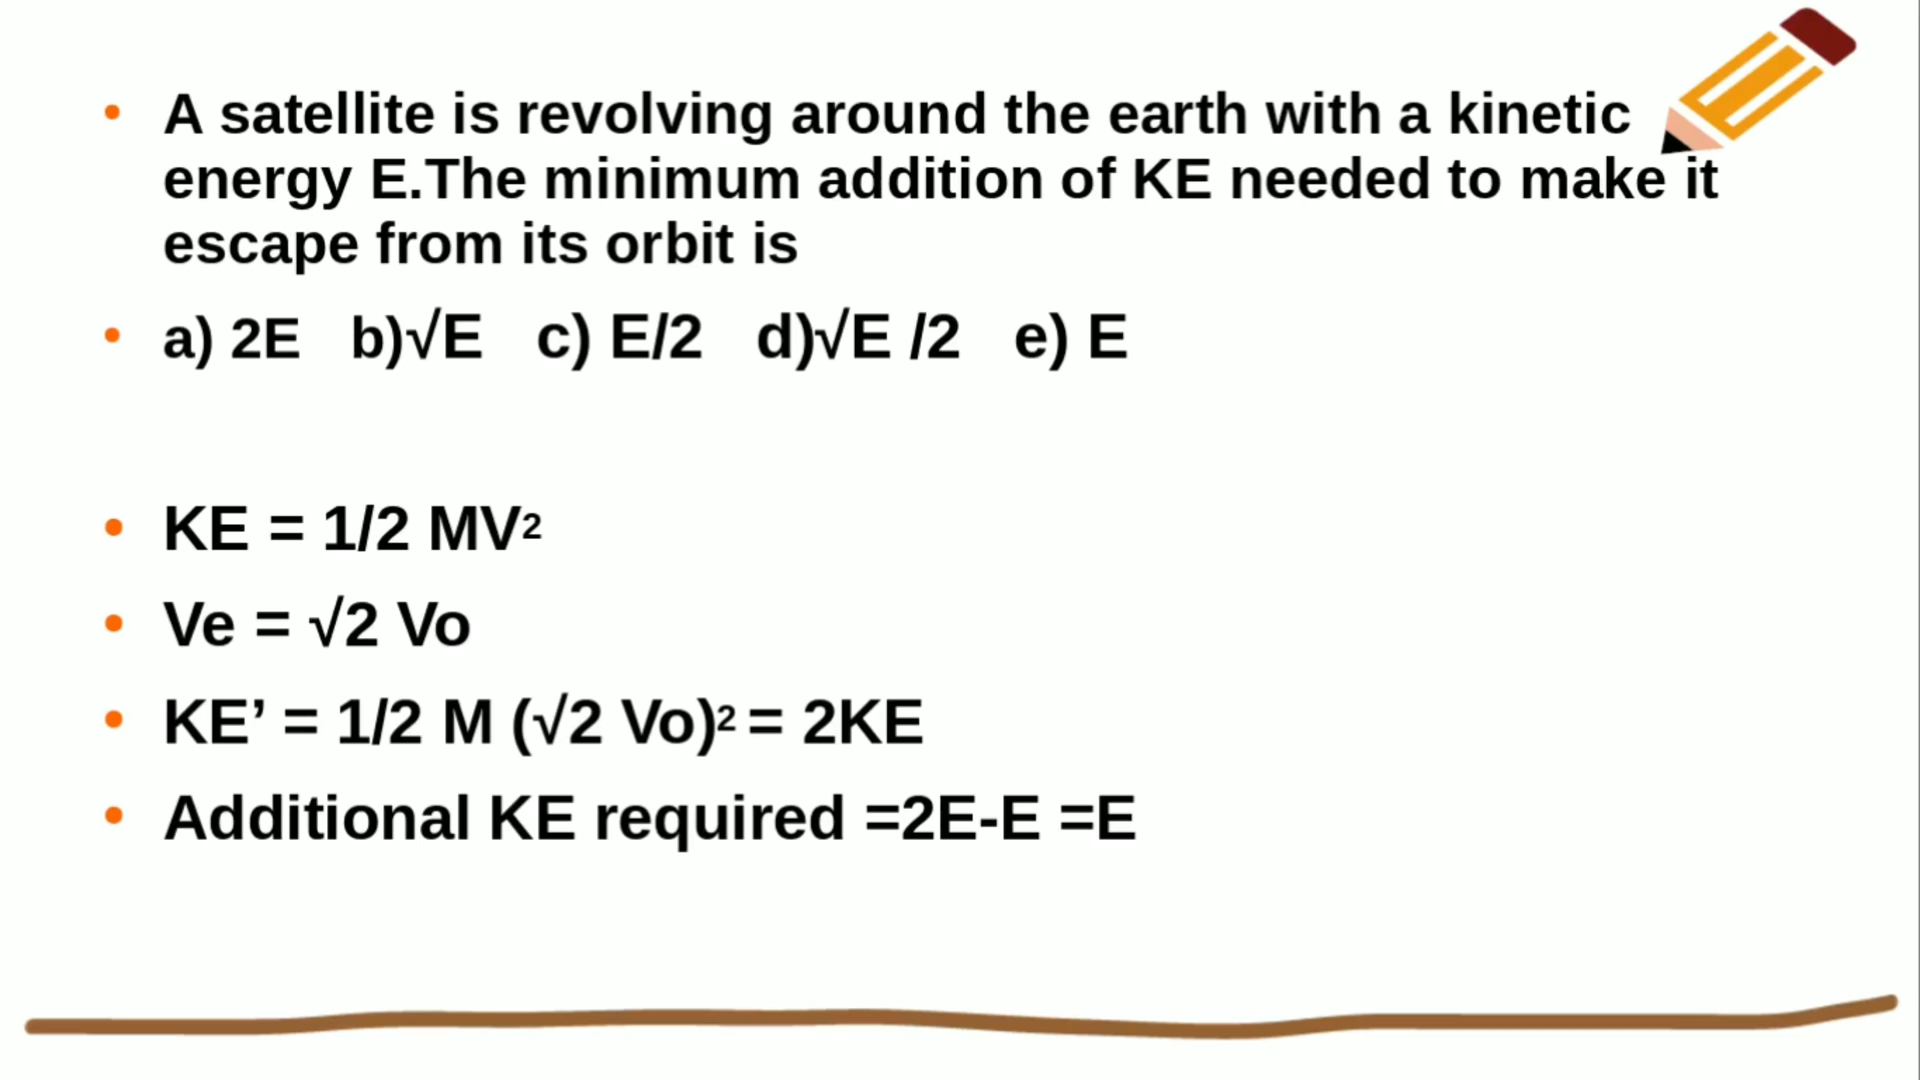 • A satellite is revolving around the earth with a kinetic
energy E.The minimum addition of KE needed to make it
escape from its orbit is
• a) 2E b)√E c) E/2 d)√E /2 e) E
• KE = 1/2 MV²
• Ve = √2 Vo
• KE’ = 1/2 M (√2 Vo)² = 2KE
• Additional KE required =2E-E =E